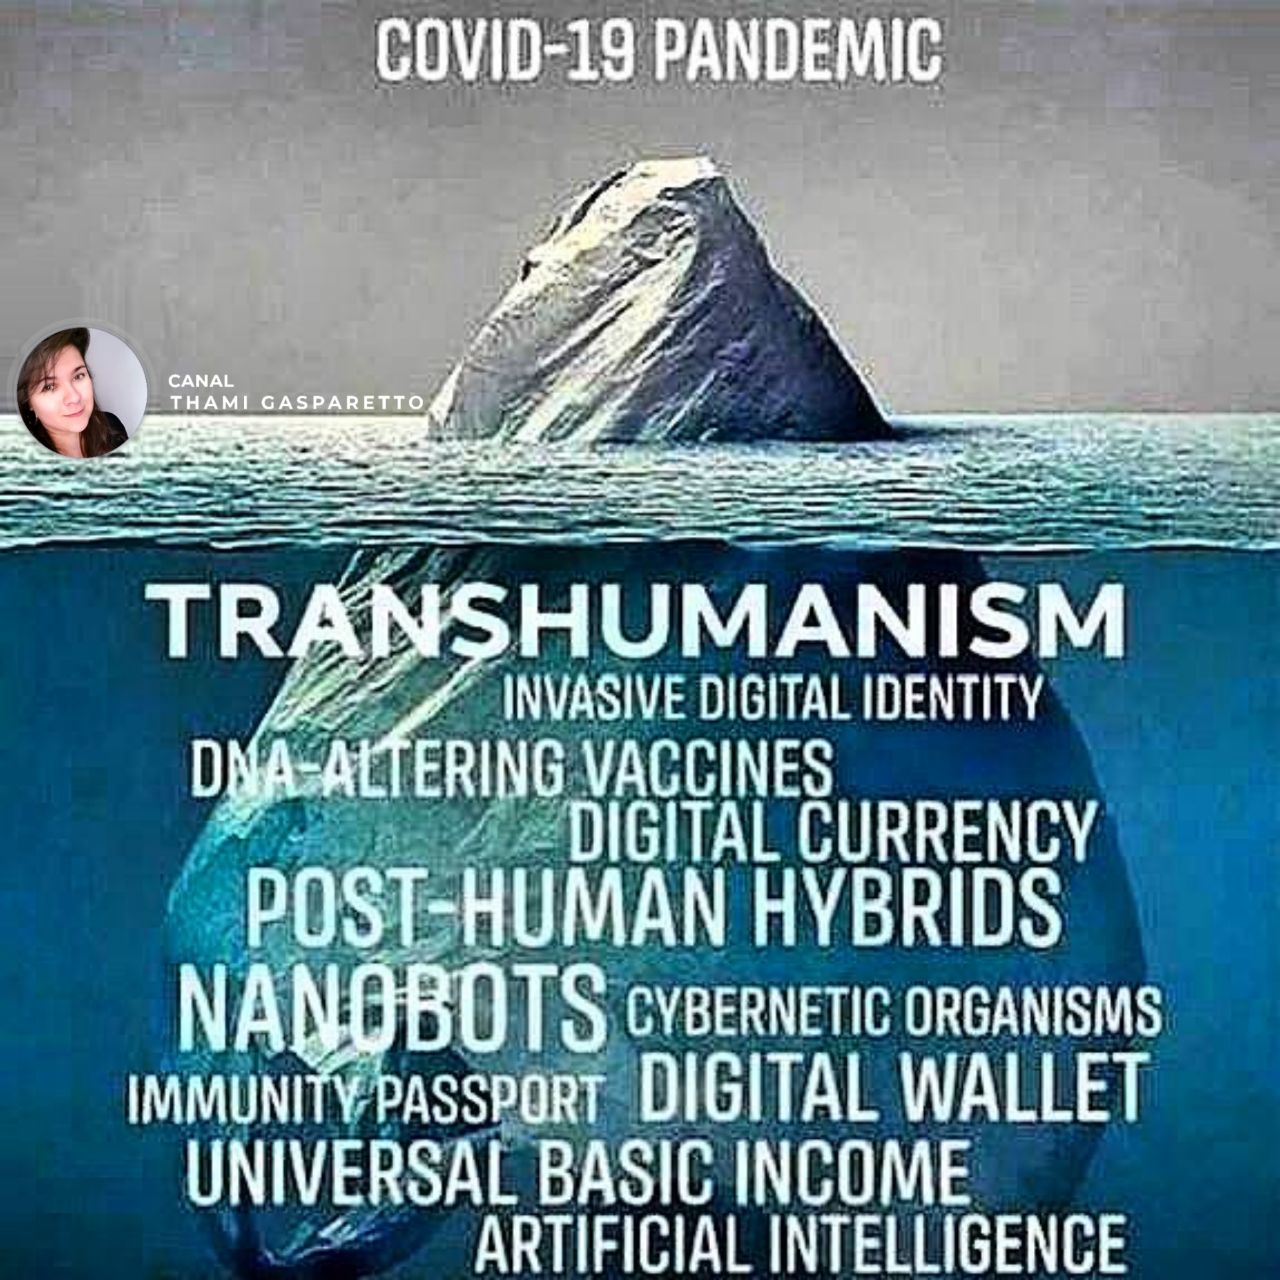 COVID-19 PANDEMIC
CANAL
THAMI GASPARETTO
TRANSHUMANISM
INVASIVE DIGITAL IDENTITY
DNA-ALTERING VACCINES
DIGITAL CURRENCY
POST-HUMAN HYBRIDS
NANOBOTS CYBERNETIC ORGANISMS
IMMUNITY PASSPORT DIGITAL WALLET
UNIVERSAL BASIC INCOME
ARTIFICIAL INTELLIGENCE